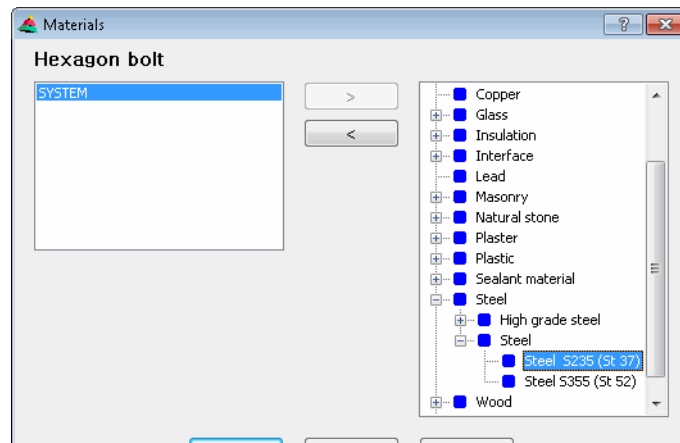 Materials
Hexagon bolt
SYSTEM
>
<
Copper
Glass
Insulation
Interface
Lead
Masonry
Natural stone
Plaster
Plastic
Sealant material
Steel
High grade steel
Steel
Steel S235 (St 37)
Steel S355 (St 52)
Wood